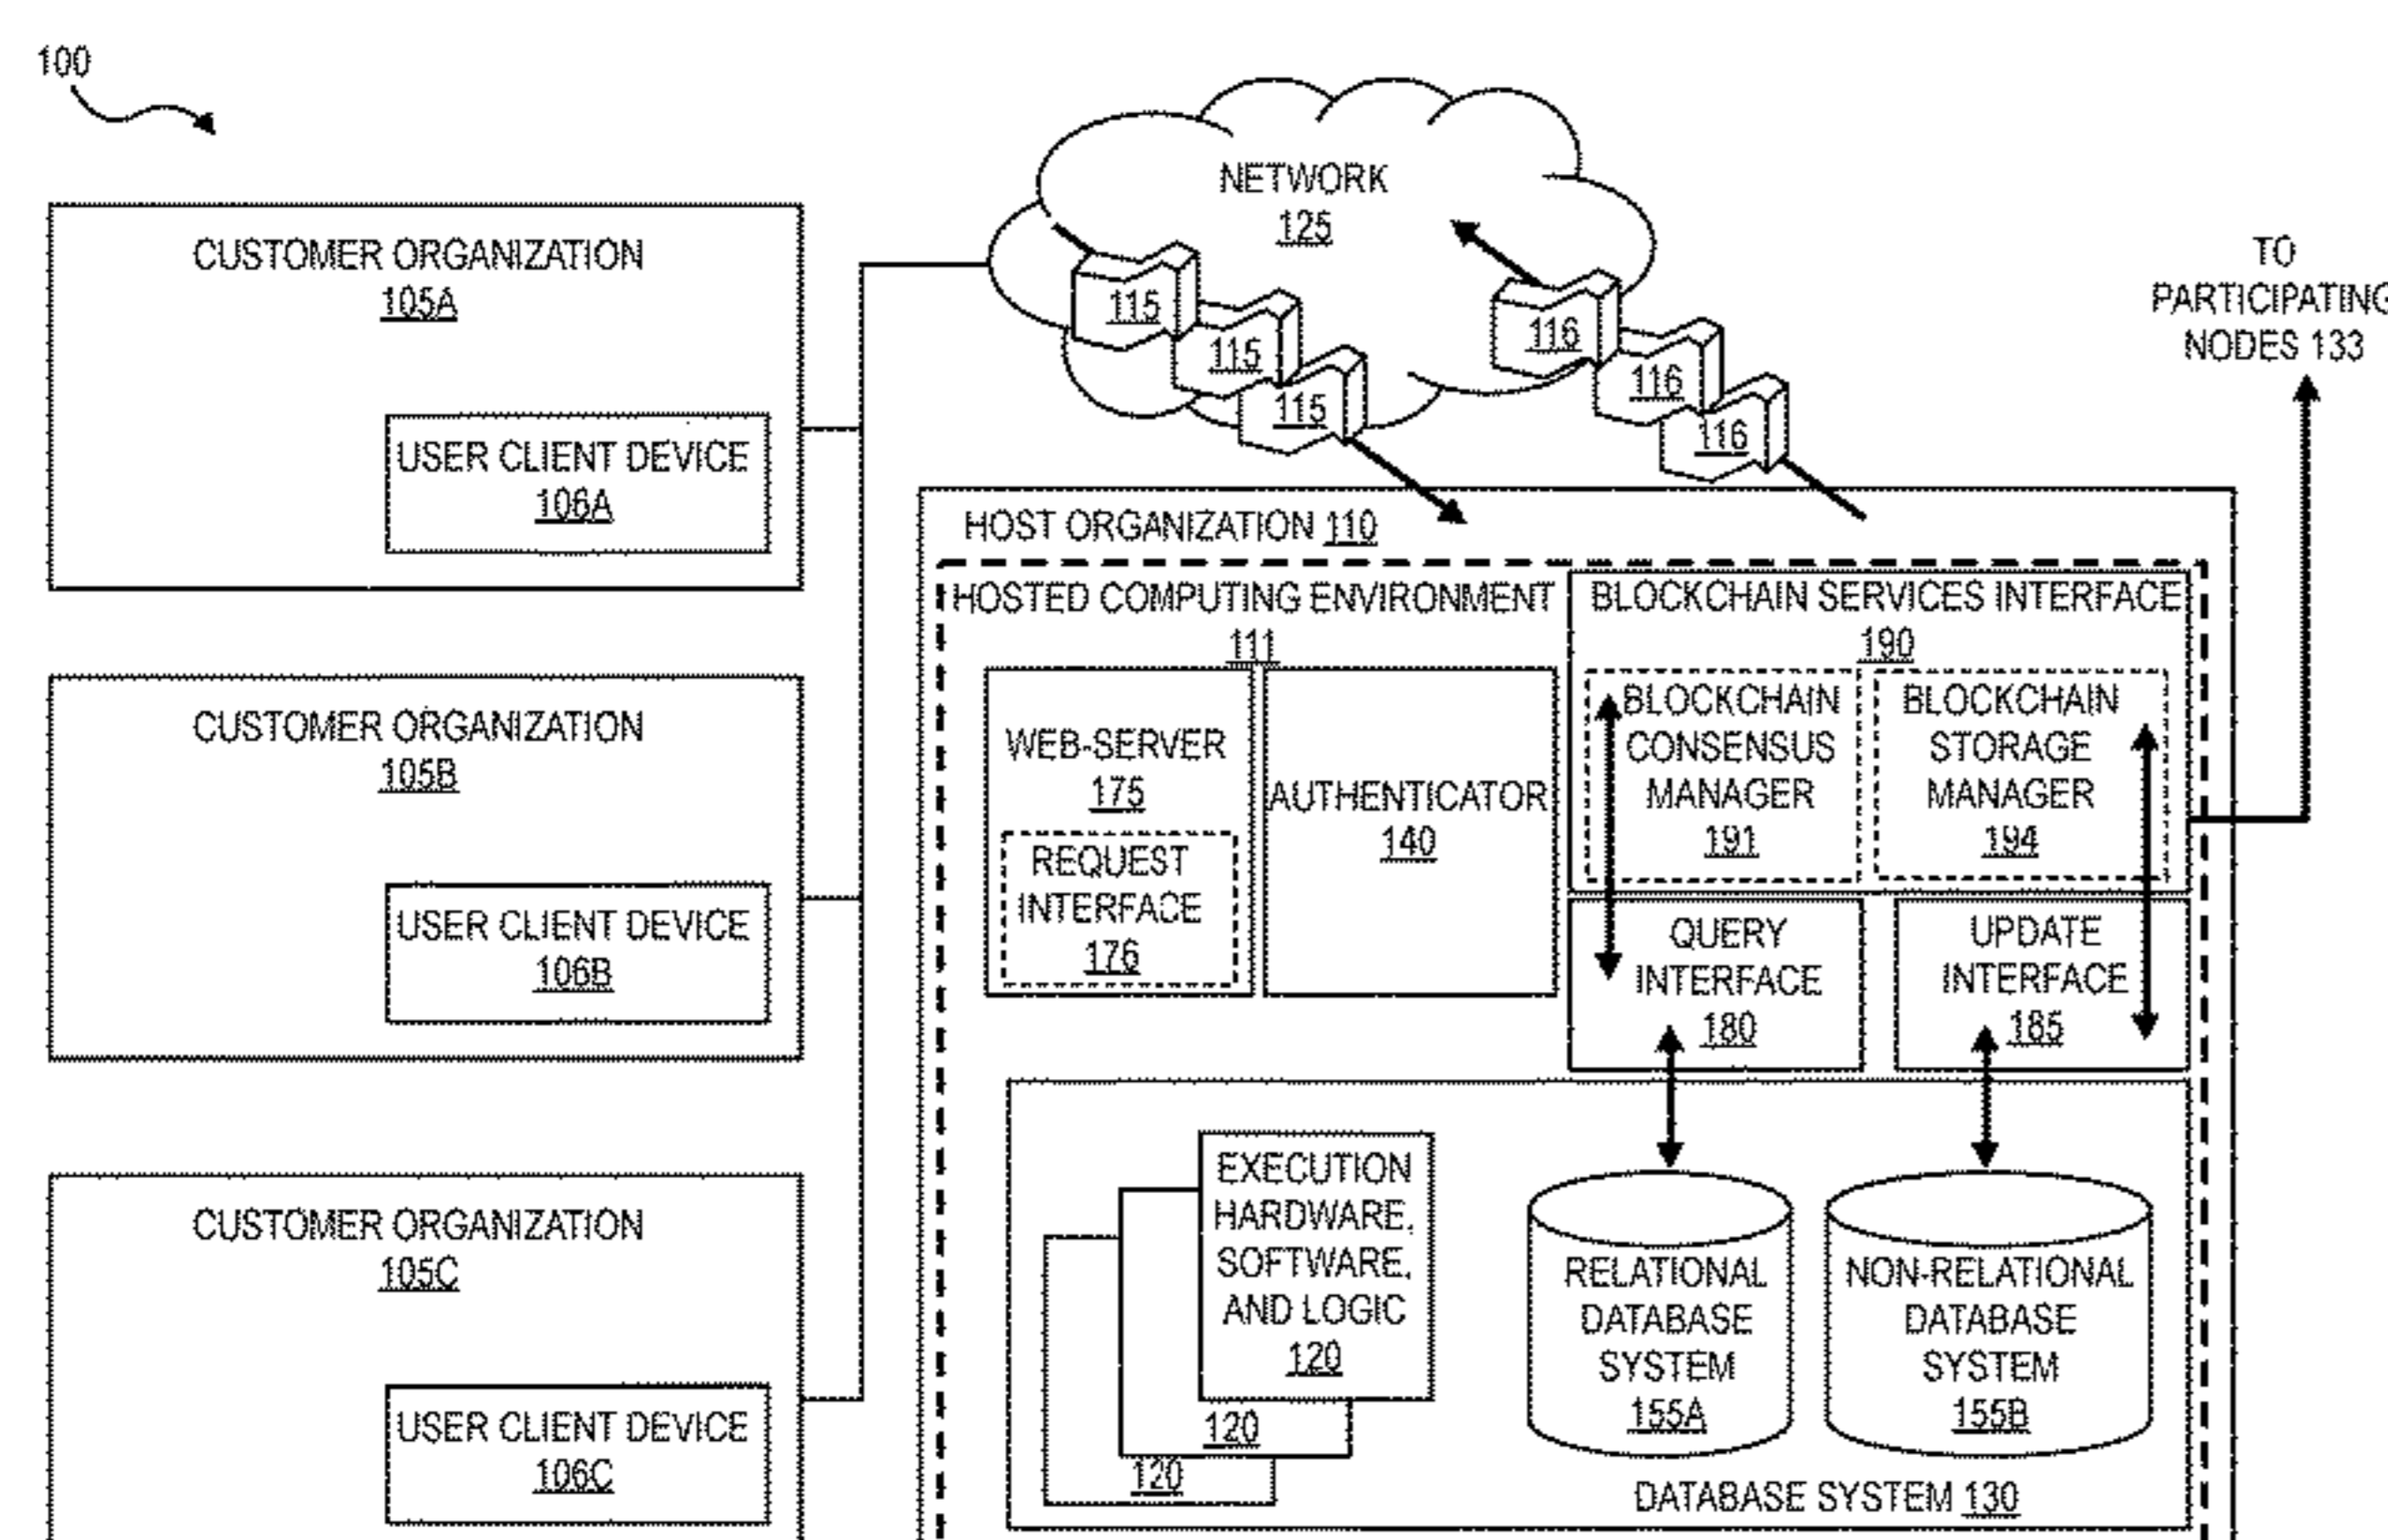 100
CUSTOMER ORGANIZATION
105A
USER CLIENT DEVICE
106A
CUSTOMER ORGANIZATION
105B
USER CLIENT DEVICE
106B
CUSTOMER ORGANIZATION
105C
USER CLIENT DEVICE
106C
NETWORK
125
115
115
115
116
116
116
TO
PARTICIPATING
NODES 133
HOST ORGANIZATION 110
HOSTED COMPUTING ENVIRONMENT
111
WEB-SERVER
175
REQUEST
INTERFACE
176
AUTHENTICATOR
140
BLOCKCHAIN SERVICES INTERFACE
190
BLOCKCHAIN
CONSENSUS
MANAGER
191
BLOCKCHAIN
STORAGE
MANAGER
194
QUERY
INTERFACE
180
UPDATE
INTERFACE
185
EXECUTION
HARDWARE,
SOFTWARE,
AND LOGIC
120
120
120
RELATIONAL
DATABASE
SYSTEM
155A
NON-RELATIONAL
DATABASE
SYSTEM
155B
DATABASE SYSTEM 130